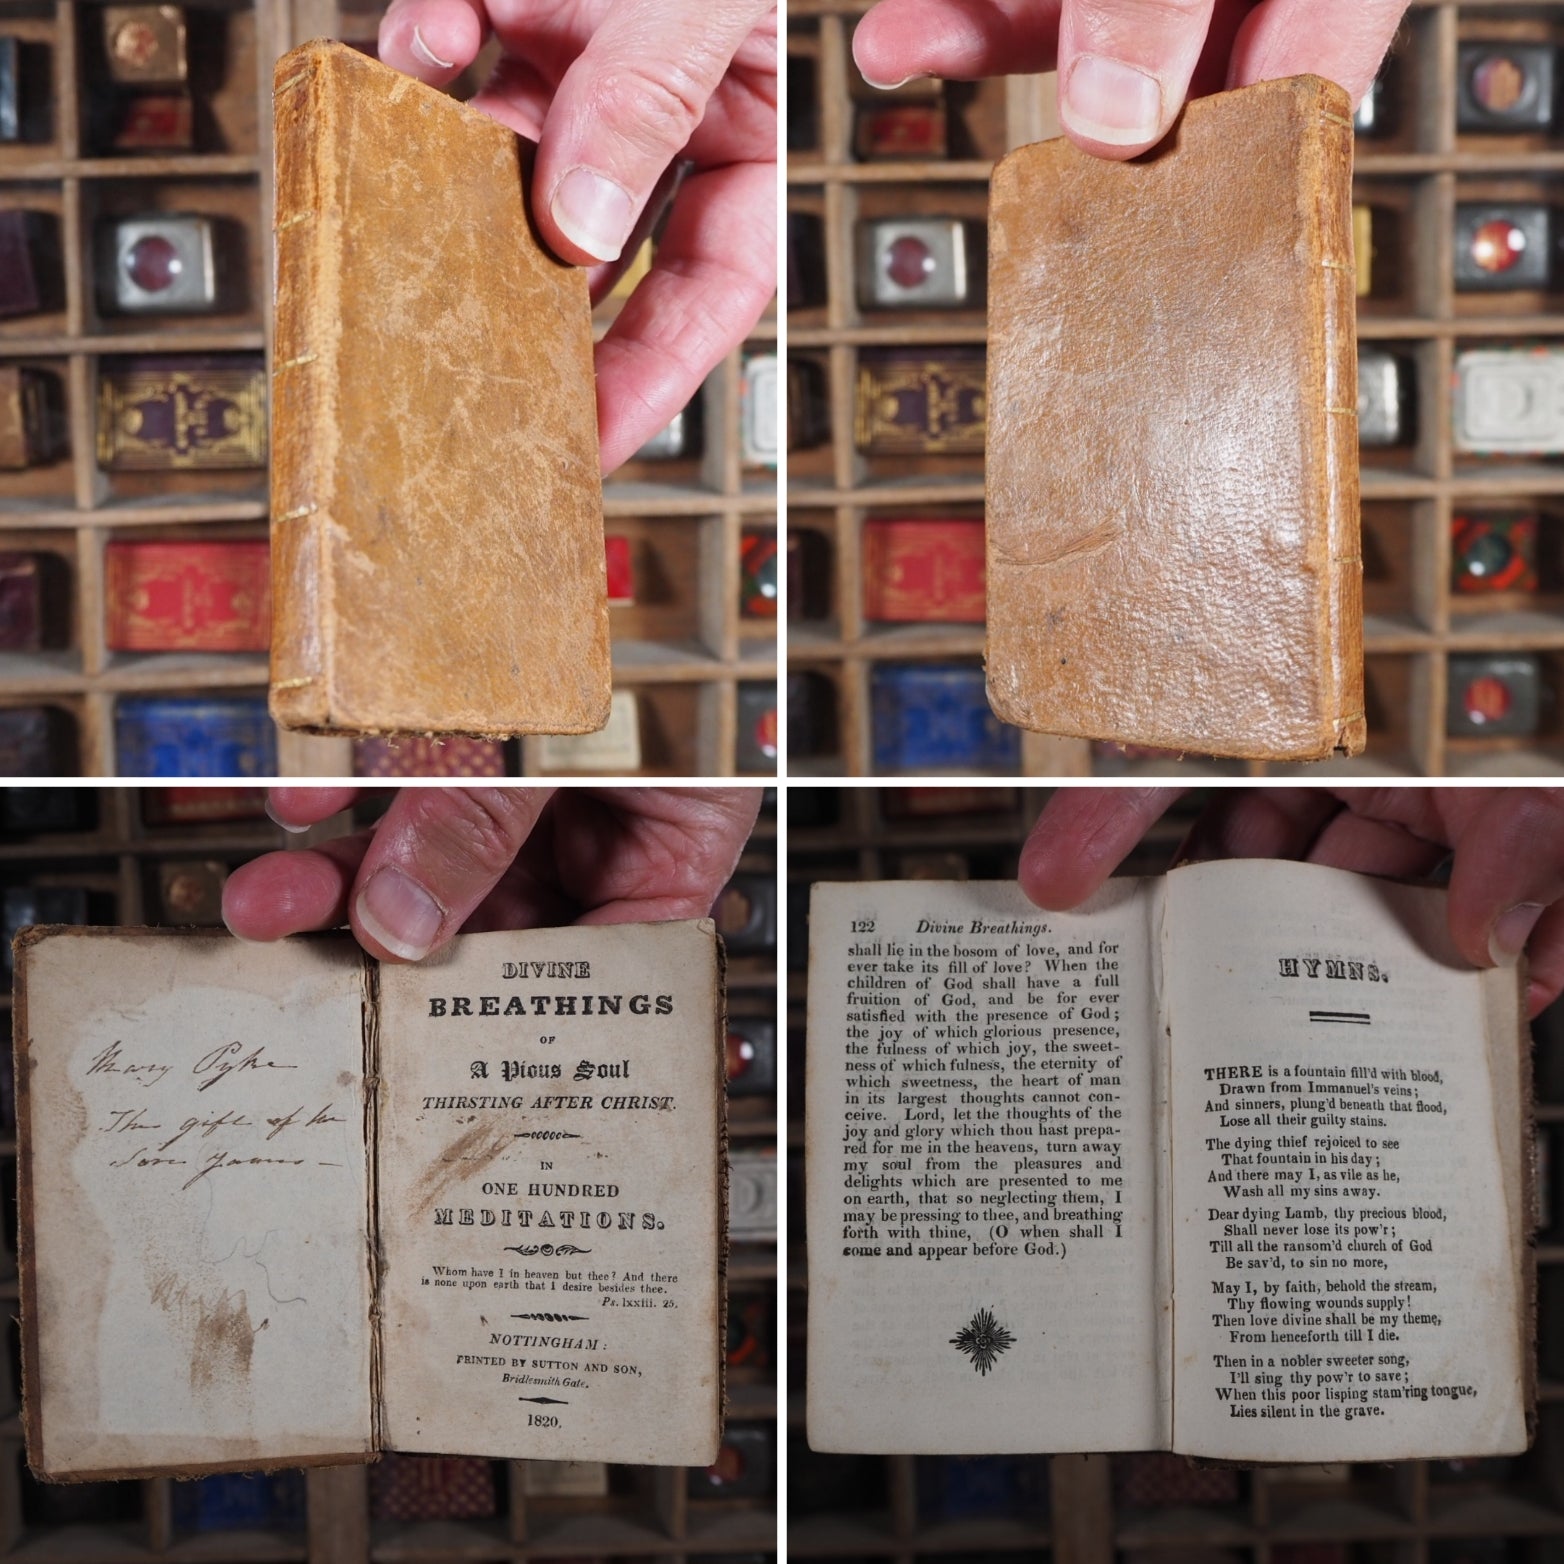 Mary Pyke
The gift of
DIVINE
BREATHINGS
OF
A Pious Soul
THIRSTING AFTER CHRIST.
IN
ONE HUNDRED
MEDITATIONS.
Whom have I in heaven but thee? And there
is none upon earth that I desire besides thee.
Ps. lxxiii. 25.
NOTTINGHAM:
PRINTED BY SUTTON AND SON,
Bridlesmith Gate.
1820.
122 Divine Breathings.
shall lie in the bosom of love, and for
ever take its fill of love? When the
children of God shall have a full
fruition of God, and be for ever
satisfied with the presence of God;
the joy of which glorious presence,
the fulness of which joy, the sweet-
ness of which fulness, the eternity of
which sweetness, the heart of man
in its largest thoughts cannot con-
ceive. Lord, let the thoughts of the
joy and glory which thou hast prepa-
red for me in the heavens, turn away
my soul from the pleasures and
delights which are presented to me
on earth, that so neglecting them, I
may be pressing to thee, and breathing
forth with thine, (O when shall I
come and appear before God.)
HYMNS.
THERE is a fountain fill'd with blood,
Drawn from Immanuel's veins;
And sinners, plung'd beneath that flood,
Lose all their guilty stains.
The dying thief rejoiced to see
That fountain in his day;
And there may I, as vile as he,
Wash all my sins away.
Dear dying Lamb, thy precious blood,
Shall never lose its pow'r;
Till all the ransom'd church of God
Be sav'd, to sin no more,
May I, by faith, behold the stream,
Thy flowing wounds supply!
Then love divine shall be my theme,
From henceforth till I die.
Then in a nobler sweeter song,
I'll sing thy pow'r to save;
When this poor lisping stam'ring tongue,
Lies silent in the grave.